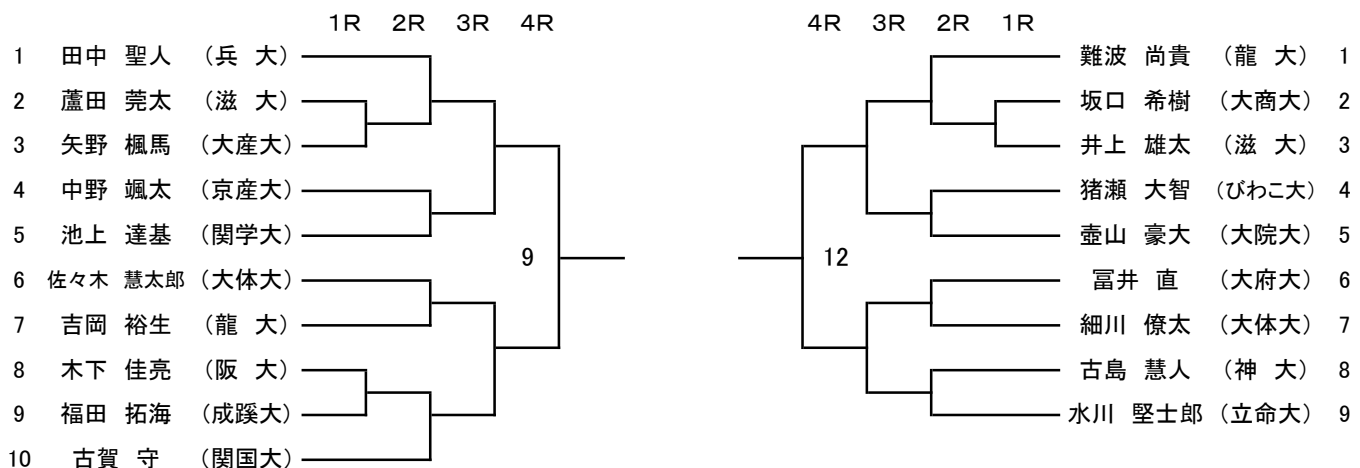 1R 2R 3R 4R
1 田中 聖人 (兵 大)
2 蘆田 莞太 (滋 大)
3 矢野 楓馬 (大産大)
4 中野 颯太 (京産大)
5 池上 達基 (関学大)
9
6 佐々木 慧太郎 (大体大)
7 吉岡 裕生 (龍 大)
8 木下 佳亮 (阪 大)
9 福田 拓海 (成蹊大)
10 古賀 守 (関国大)
4R 3R 2R 1R
難波 尚貴 (龍 大) 1
坂口 希樹 (大商大) 2
井上 雄太 (滋 大) 3
猪瀬 大智 (びわこ大) 4
壺山 豪大 (大院大) 5
12
冨井 直 (大府大) 6
細川 僚太 (大体大) 7
古島 慧人 (神 大) 8
水川 堅士郎 (立命大) 9